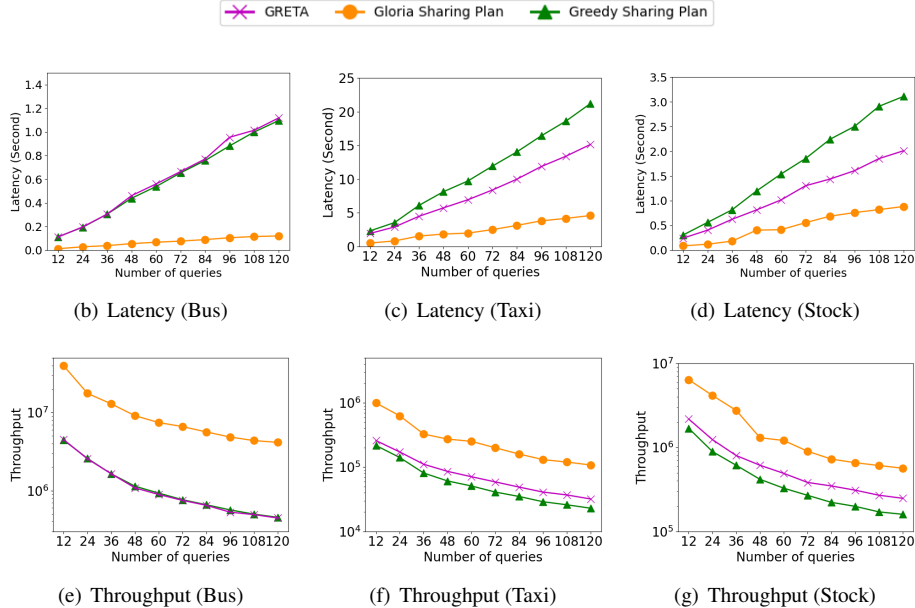 GRETA Gloria Sharing Plan Greedy Sharing Plan
Latency (Second)
1.4
1.2
1.0
0.8
0.6
0.4
0.2
0.0
12 24 36 48 60 72 84 96 108 120
Number of queries
(b) Latency (Bus)
Latency (Second)
25
20
15
10
5
0
12 24 36 48 60 72 84 96 108 120
Number of queries
(c) Latency (Taxi)
Latency (Second)
3.5
3.0
2.5
2.0
1.5
1.0
0.5
0.0
12 24 36 48 60 72 84 96 108 120
Number of queries
(d) Latency (Stock)
Throughput
10^7
10^6
12 24 36 48 60 72 84 96 108 120
Number of queries
(e) Throughput (Bus)
Throughput
10^6
10^5
10^4
12 24 36 48 60 72 84 96 108 120
Number of queries
(f) Throughput (Taxi)
Throughput
10^7
10^6
10^5
12 24 36 48 60 72 84 96 108 120
Number of queries
(g) Throughput (Stock)